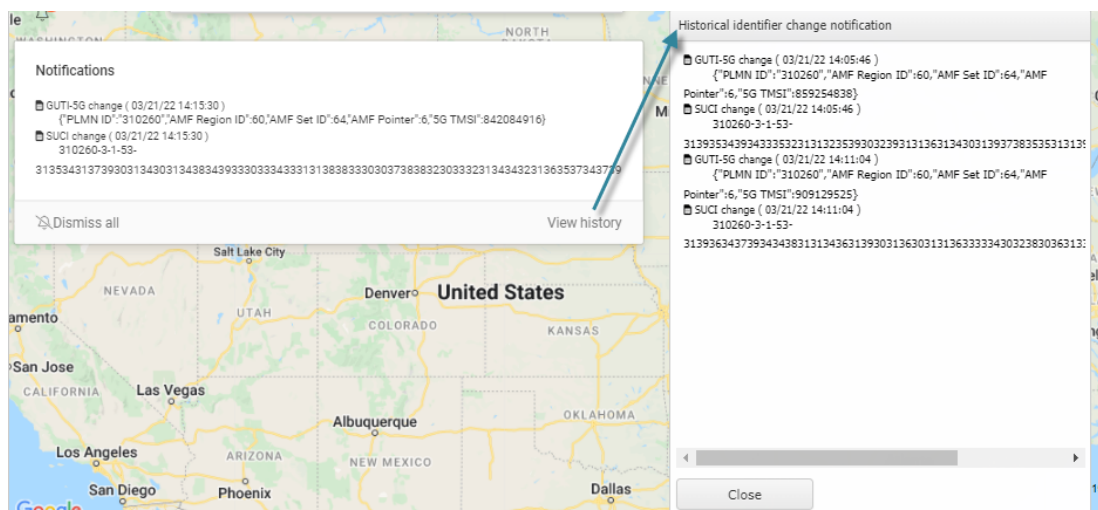 le
WASHINGTON
NORTH
Notifications
GUTI-5G change ( 03/21/22 14:15:30 )
{"PLMN ID":"310260","AMF Region ID":60,"AMF Set ID":64,"AMF Pointer":6,"5G TMSI":842084916}
SUCI change ( 03/21/22 14:15:30 )
310260-3-1-53-
Dismiss all
View history
Historical identifier change notification
GUTI-5G change ( 03/21/22 14:05:46 )
{"PLMN ID":"310260","AMF Region ID":60,"AMF Set ID":64,"AMF
Pointer":6,"5G TMSI":859254838}
SUCI change ( 03/21/22 14:05:46 )
310260-3-1-53-
GUTI-5G change ( 03/21/22 14:11:04 )
{"PLMN ID":"310260","AMF Region ID":60,"AMF Set ID":64,"AMF
Pointer":6,"5G TMSI":909129525}
SUCI change ( 03/21/22 14:11:04 )
310260-3-1-53-
Close
Salt Lake City
NEVADA
UTAH
Denver
United States
COLORADO
KANSAS
amento
San Jose
CALIFORNIA
Las Vegas
Albuquerque
OKLAHOMA
Los Angeles
ARIZONA
NEW MEXICO
San Diego
Phoenix
Dallas
Google